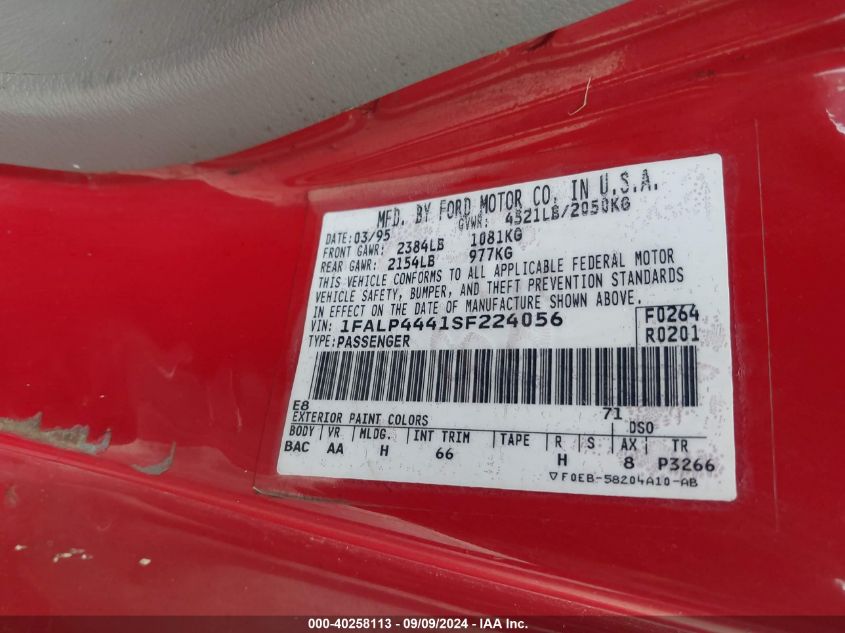 MFD. BY FORD MOTOR CO. IN U.S.A.
DATE: 03/95 GVWR: 4521LB/2050KG
FRONT GAWR: 2384LB 1081KG
REAR GAWR: 2154LB 977KG
THIS VEHICLE CONFORMS TO ALL APPLICABLE FEDERAL MOTOR
VEHICLE SAFETY, BUMPER, AND THEFT PREVENTION STANDARDS
IN EFFECT ON THE DATE OF MANUFACTURE SHOWN ABOVE.
VIN: 1FALP4441SF224056 F0264
TYPE: PASSENGER R0201
E8 71
EXTERIOR PAINT COLORS DSO
BODY VR MLDG. INT TRIM TAPE R S AX TR
BAC AA H 66 H 8 P3266
▽F0EB-58204A10-AB
000-40258113 - 09/09/2024 - IAA Inc.